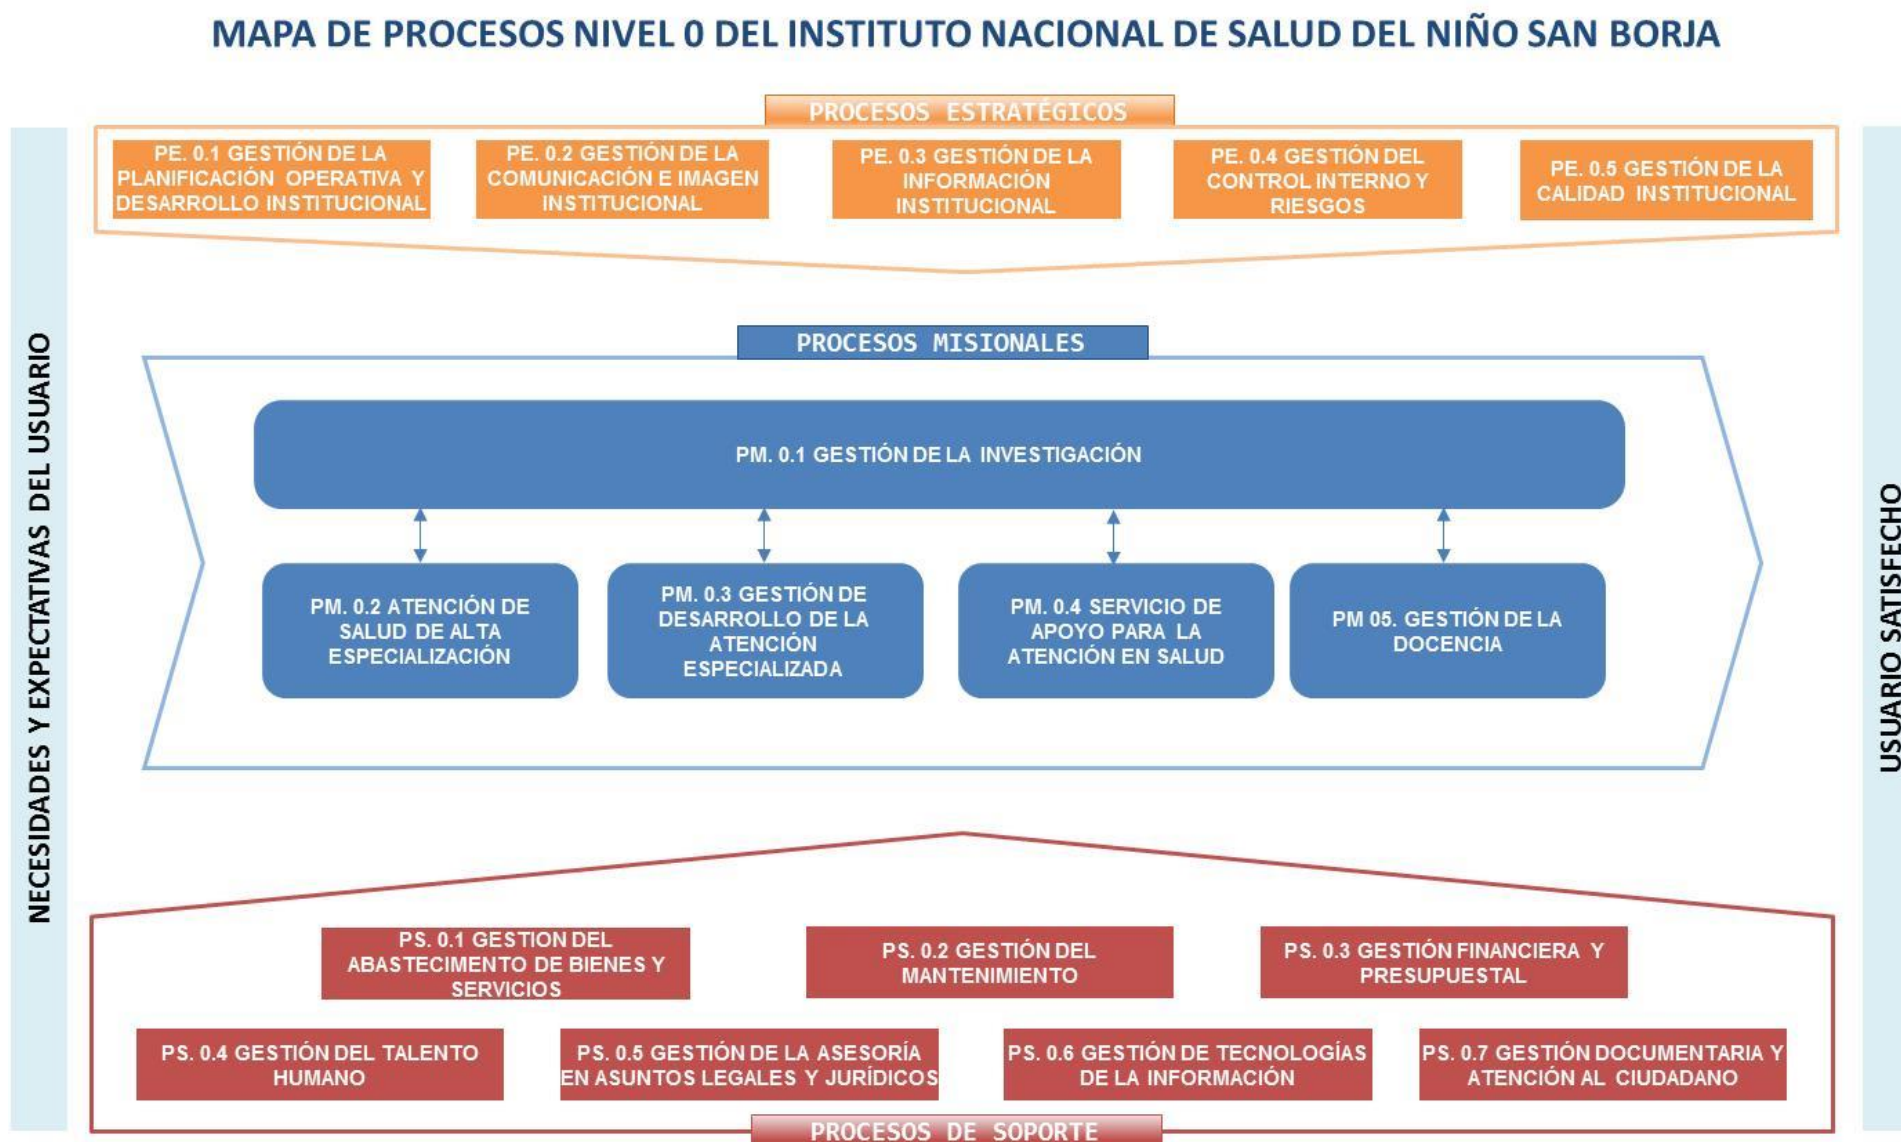 MAPA DE PROCESOS NIVEL 0 DEL INSTITUTO NACIONAL DE SALUD DEL NIÑO SAN BORJA
PROCESOS ESTRATÉGICOS
PE. 0.1 GESTIÓN DE LA
PLANIFICACIÓN OPERATIVA Y
DESARROLLO INSTITUCIONAL
PE. 0.2 GESTIÓN DE LA
COMUNICACIÓN E IMAGEN
INSTITUCIONAL
PE. 0.3 GESTIÓN DE LA
INFORMACIÓN
INSTITUCIONAL
PE. 0.4 GESTIÓN DEL
CONTROL INTERNO Y
RIESGOS
PE. 0.5 GESTIÓN DE LA
CALIDAD INSTITUCIONAL
NECESIDADES Y EXPECTATIVAS DEL USUARIO
PROCESOS MISIONALES
PM. 0.1 GESTIÓN DE LA INVESTIGACIÓN
PM. 0.2 ATENCIÓN DE
SALUD DE ALTA
ESPECIALIZACIÓN
PM. 0.3 GESTIÓN DE
DESARROLLO DE LA
ATENCIÓN
ESPECIALIZADA
PM. 0.4 SERVICIO DE
APOYO PARA LA
ATENCIÓN EN SALUD
PM 05. GESTIÓN DE LA
DOCENCIA
USUARIO SATISFECHO
PS. 0.1 GESTION DEL
ABASTECIMIENTO DE BIENES Y
SERVICIOS
PS. 0.2 GESTIÓN DEL
MANTENIMIENTO
PS. 0.3 GESTIÓN FINANCIERA Y
PRESUPUESTAL
PS. 0.4 GESTIÓN DEL TALENTO
HUMANO
PS. 0.5 GESTIÓN DE LA ASESORÍA
EN ASUNTOS LEGALES Y JURÍDICOS
PS. 0.6 GESTIÓN DE TECNOLOGÍAS
DE LA INFORMACIÓN
PS. 0.7 GESTIÓN DOCUMENTARIA Y
ATENCIÓN AL CIUDADANO
PROCESOS DE SOPORTE